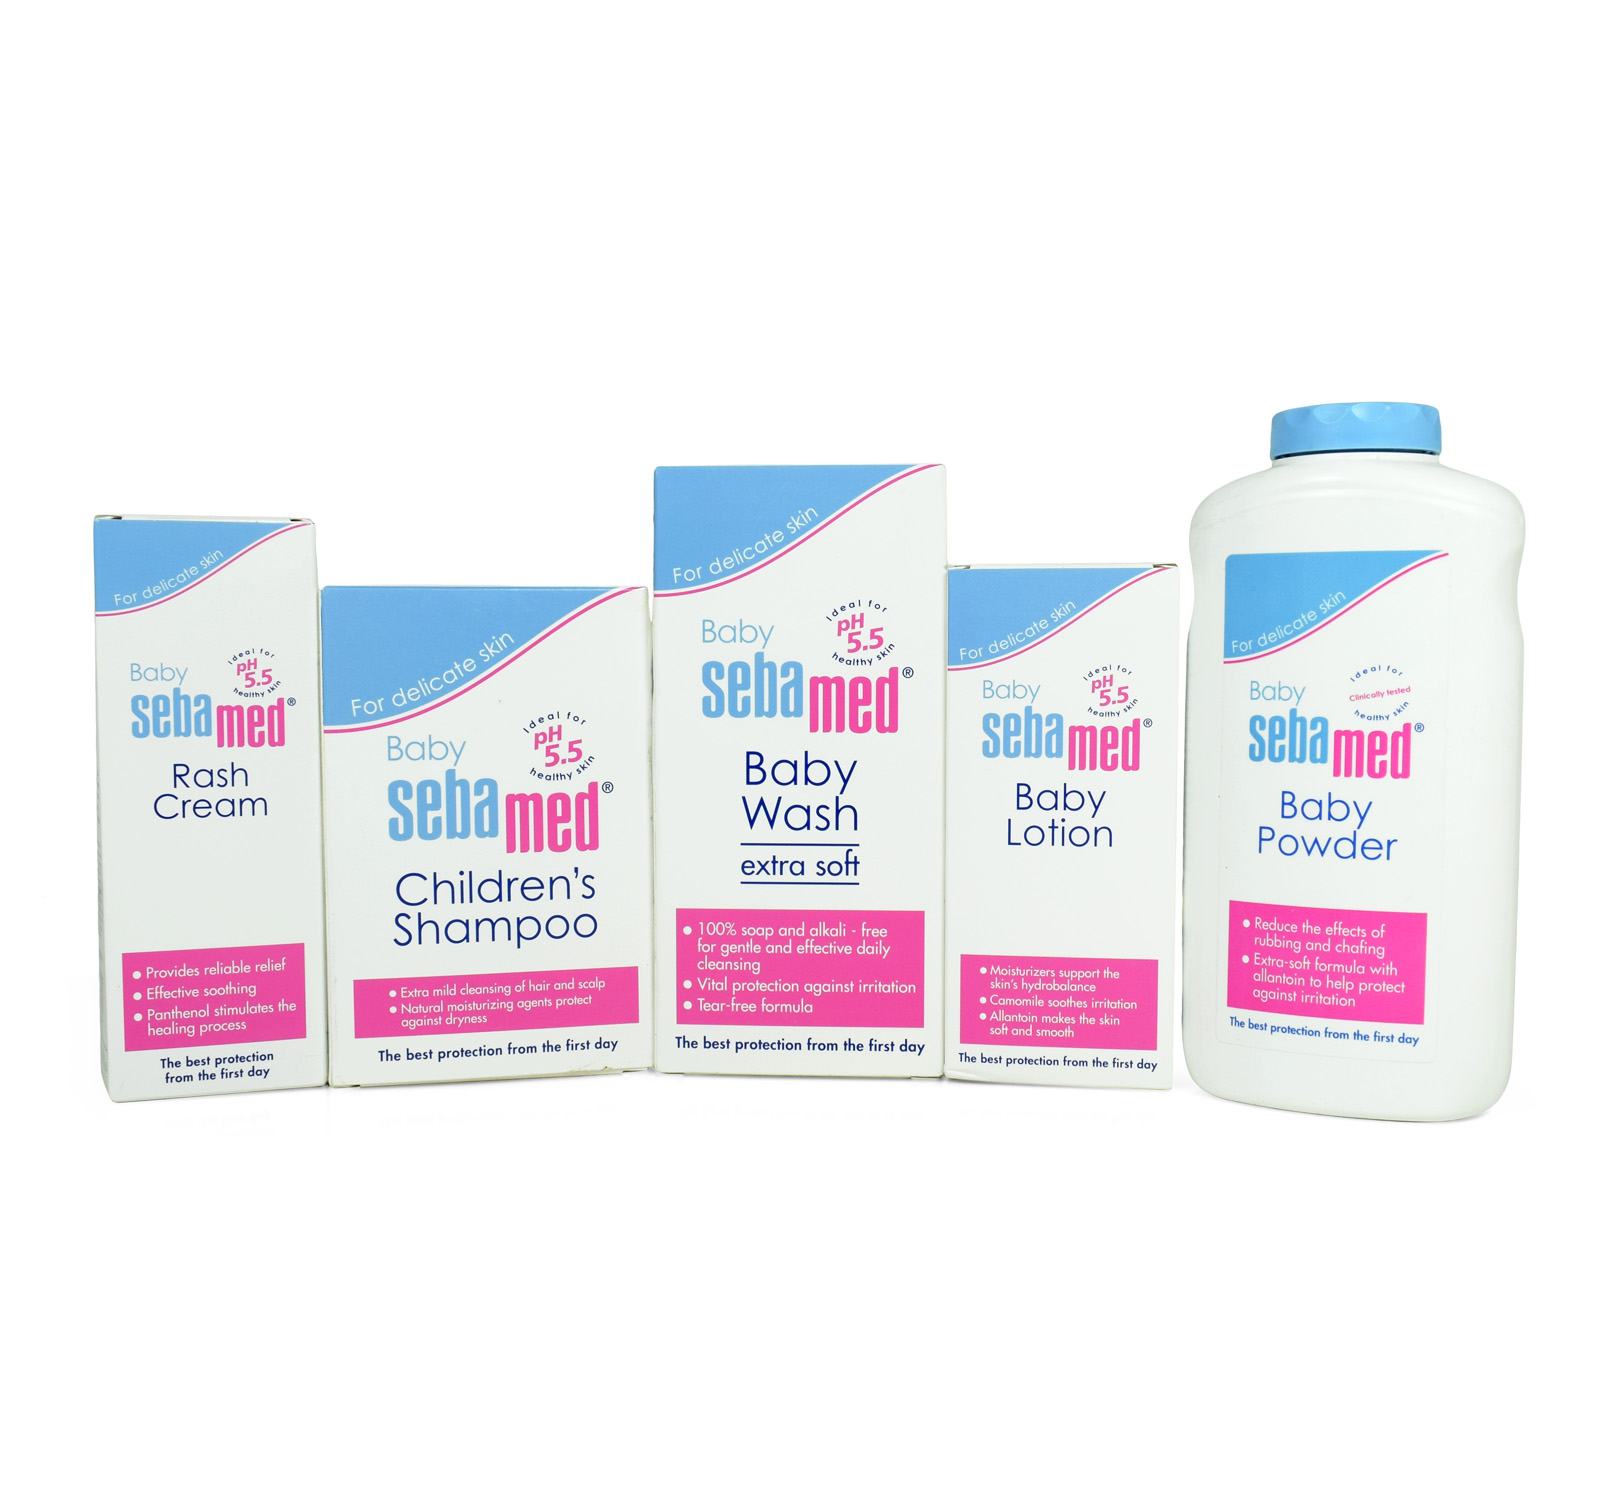 For delicate skin
Baby
Ideal for
pH
5.5
healthy skin
sebamed®
Rash
Cream
Provides reliable relief
Effective soothing
Panthenol stimulates the
healing process
The best protection
from the first day
For delicate skin
Baby
Ideal for
pH
5.5
healthy skin
sebamed®
Children's
Shampoo
Extra mild cleansing of hair and scalp
Natural moisturizing agents protect
against dryness
The best protection from the first day
For delicate skin
Baby
Ideal for
pH
5.5
healthy skin
sebamed®
Baby
Wash
extra soft
100% soap and alkali - free
for gentle and effective daily
cleansing
Vital protection against irritation
Tear-free formula
The best protection from the first day
For delicate skin
Baby
Ideal for
pH
5.5
healthy skin
sebamed®
Baby
Lotion
Moisturizers support the
skin's hydrobalance
Camomile soothes irritation
Allantoin makes the skin
soft and smooth
The best protection from the first day
For delicate skin
Baby
Ideal for
Clinically tested
healthy skin
sebamed®
Baby
Powder
Reduce the effects of
rubbing and chafing
Extra-soft formula with
allantoin to help protect
against irritation
The best protection from the first day